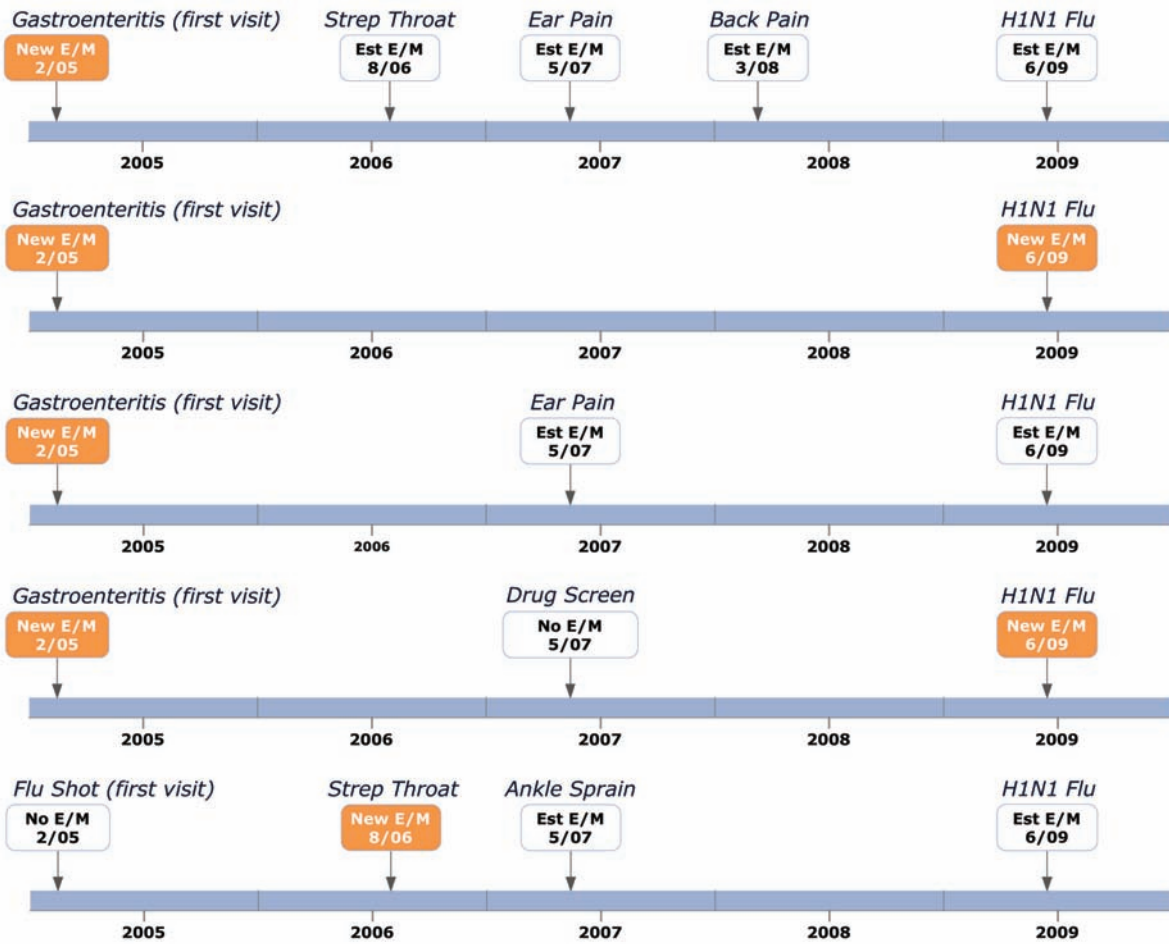 Gastroenteritis (first visit) Strep Throat Ear Pain Back Pain H1N1 Flu
New E/M Est E/M Est E/M Est E/M Est E/M
2/05 8/06 5/07 3/08 6/09
2005 2006 2007 2008 2009
Gastroenteritis (first visit) H1N1 Flu
New E/M New E/M
2/05 6/09
2005 2006 2007 2008 2009
Gastroenteritis (first visit) Ear Pain H1N1 Flu
New E/M Est E/M Est E/M
2/05 5/07 6/09
2005 2006 2007 2008 2009
Gastroenteritis (first visit) Drug Screen H1N1 Flu
New E/M No E/M New E/M
2/05 5/07 6/09
2005 2006 2007 2008 2009
Flu Shot (first visit) Strep Throat Ankle Sprain H1N1 Flu
No E/M New E/M Est E/M Est E/M
2/05 8/06 5/07 6/09
2005 2006 2007 2008 2009